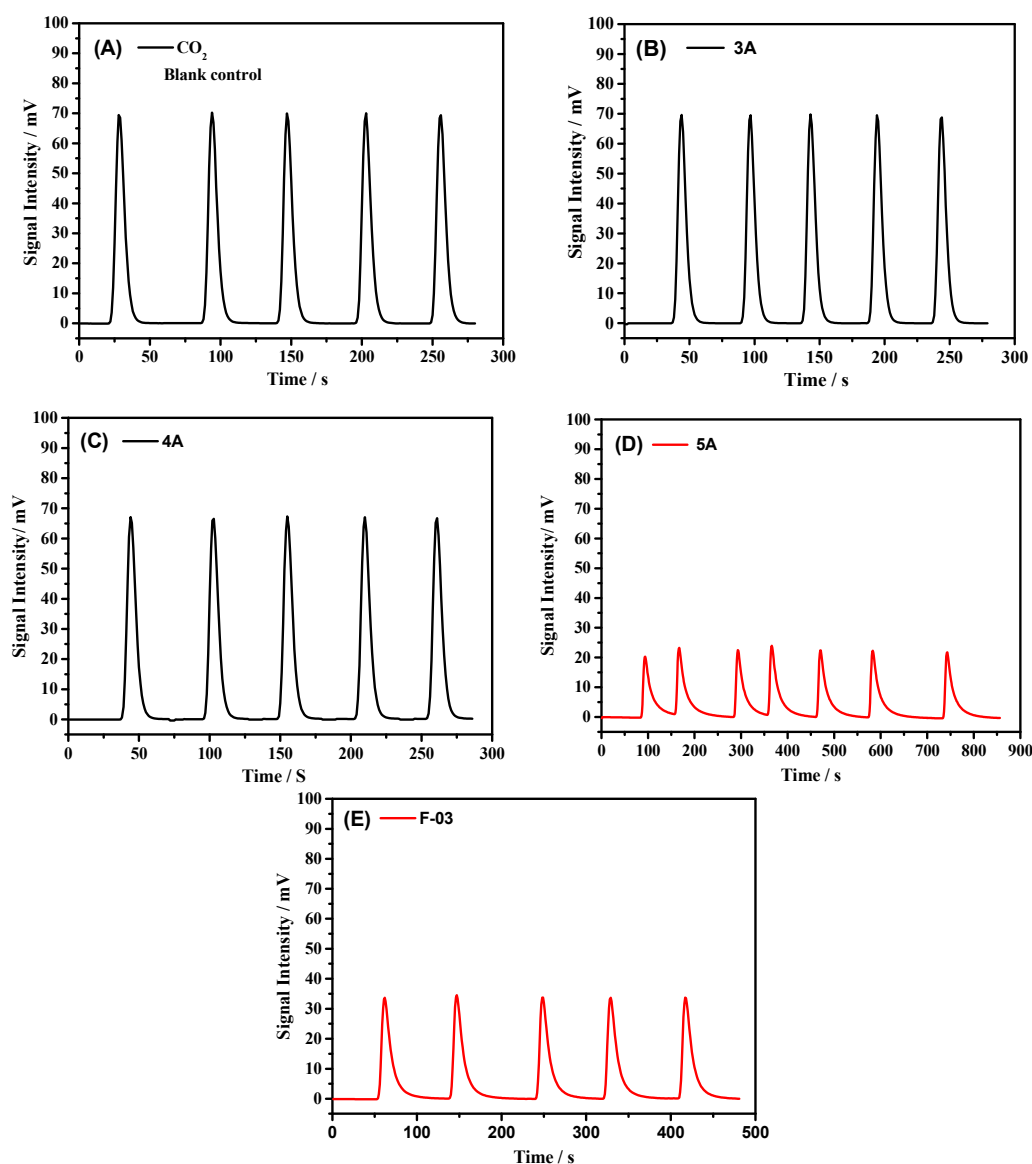 (A) CO₂
Blank control
100
90
80
70
60
50
40
30
20
10
0
Signal Intensity / mV
0 50 100 150 200 250 300
Time / s
(B) 3A
100
90
80
70
60
50
40
30
20
10
0
Signal Intensity / mV
0 50 100 150 200 250 300
Time / s
(C) 4A
100
90
80
70
60
50
40
30
20
10
0
Signal Intensity/ mV
0 50 100 150 200 250 300
Time / S
(D) 5A
100
90
80
70
60
50
40
30
20
10
0
Signal Intensity/ mV
0 100 200 300 400 500 600 700 800 900
Time / s
(E) F-03
100
90
80
70
60
50
40
30
20
10
0
Signal Intensity / mV
0 100 200 300 400 500
Time / s